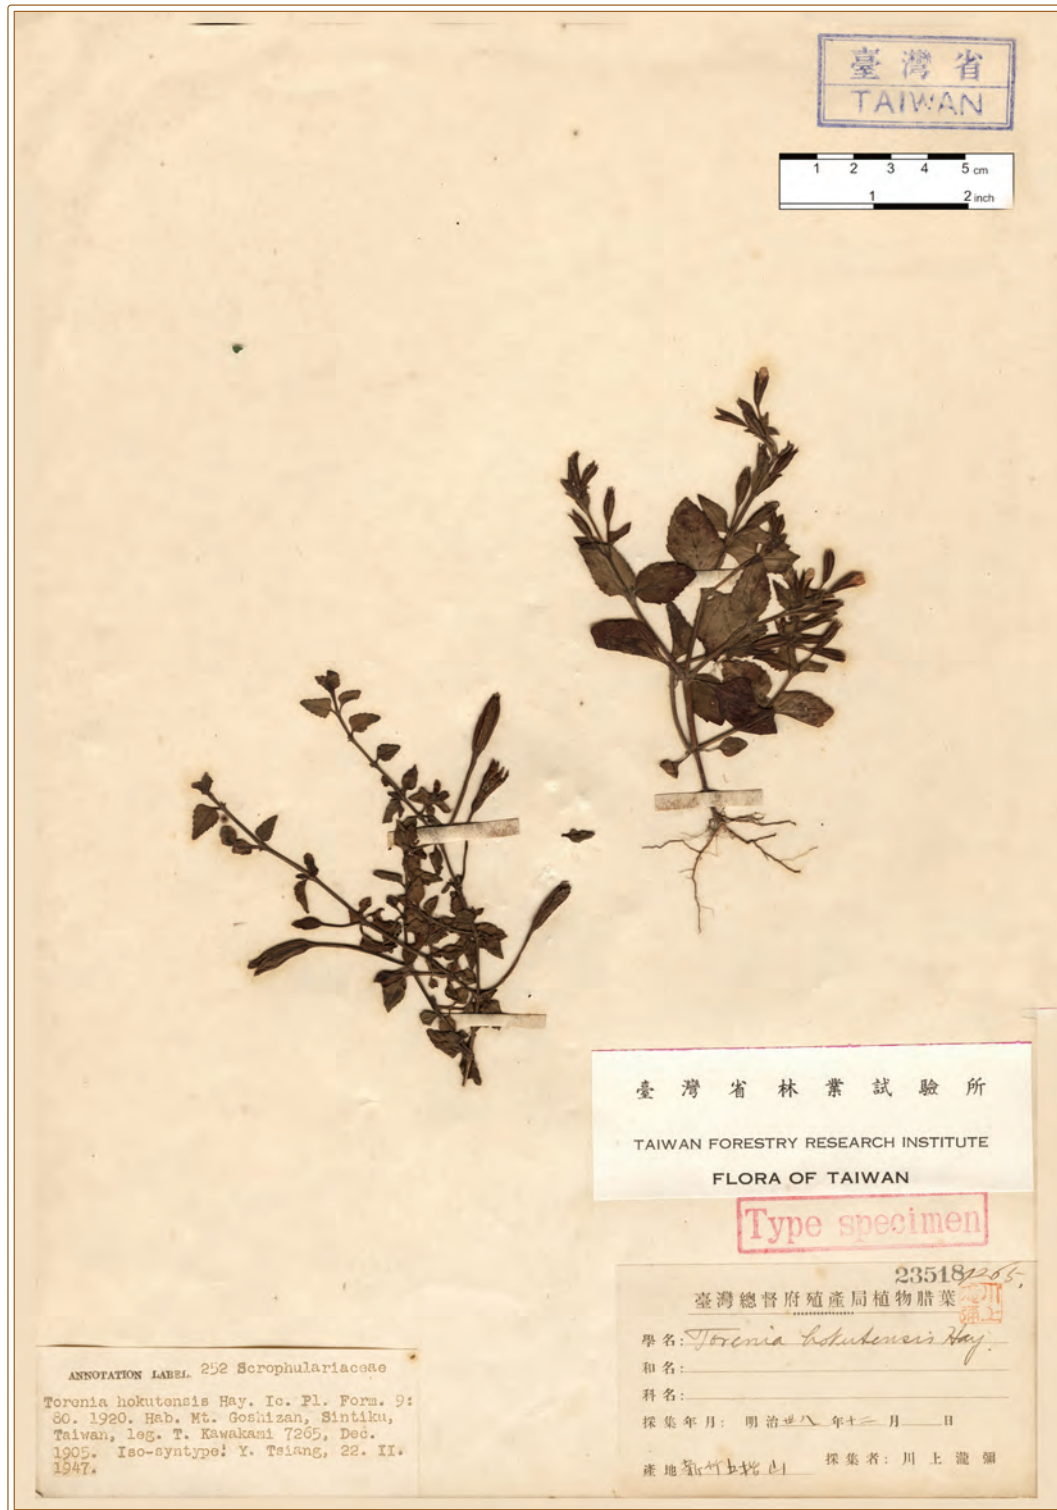 臺灣省
TAIWAN
1 2 3 4 5 cm
1 2 inch
臺灣省林業試驗所
TAIWAN FORESTRY RESEARCH INSTITUTE
FLORA OF TAIWAN
Type specimen
23518 7265.
臺灣總督府殖產局植物腊葉
川上
學名: Torenia hokutensis Hay.
和名:
科名:
採集年月: 明治卅八年十二月 日
產地 新竹五指山 採集者: 川上瀧彌
ANNOTATION LABEL. 252 Scrophulariaceae
Torenia hokutensis Hay. Ic. Pl. Form. 9:
80. 1920. Hab. Mt. Goshizan, Sintiku,
Taiwan, leg. T. Kawakami 7265, Dec.
1905. Iso-syntype! Y. Tsiang, 22. II.
1947.